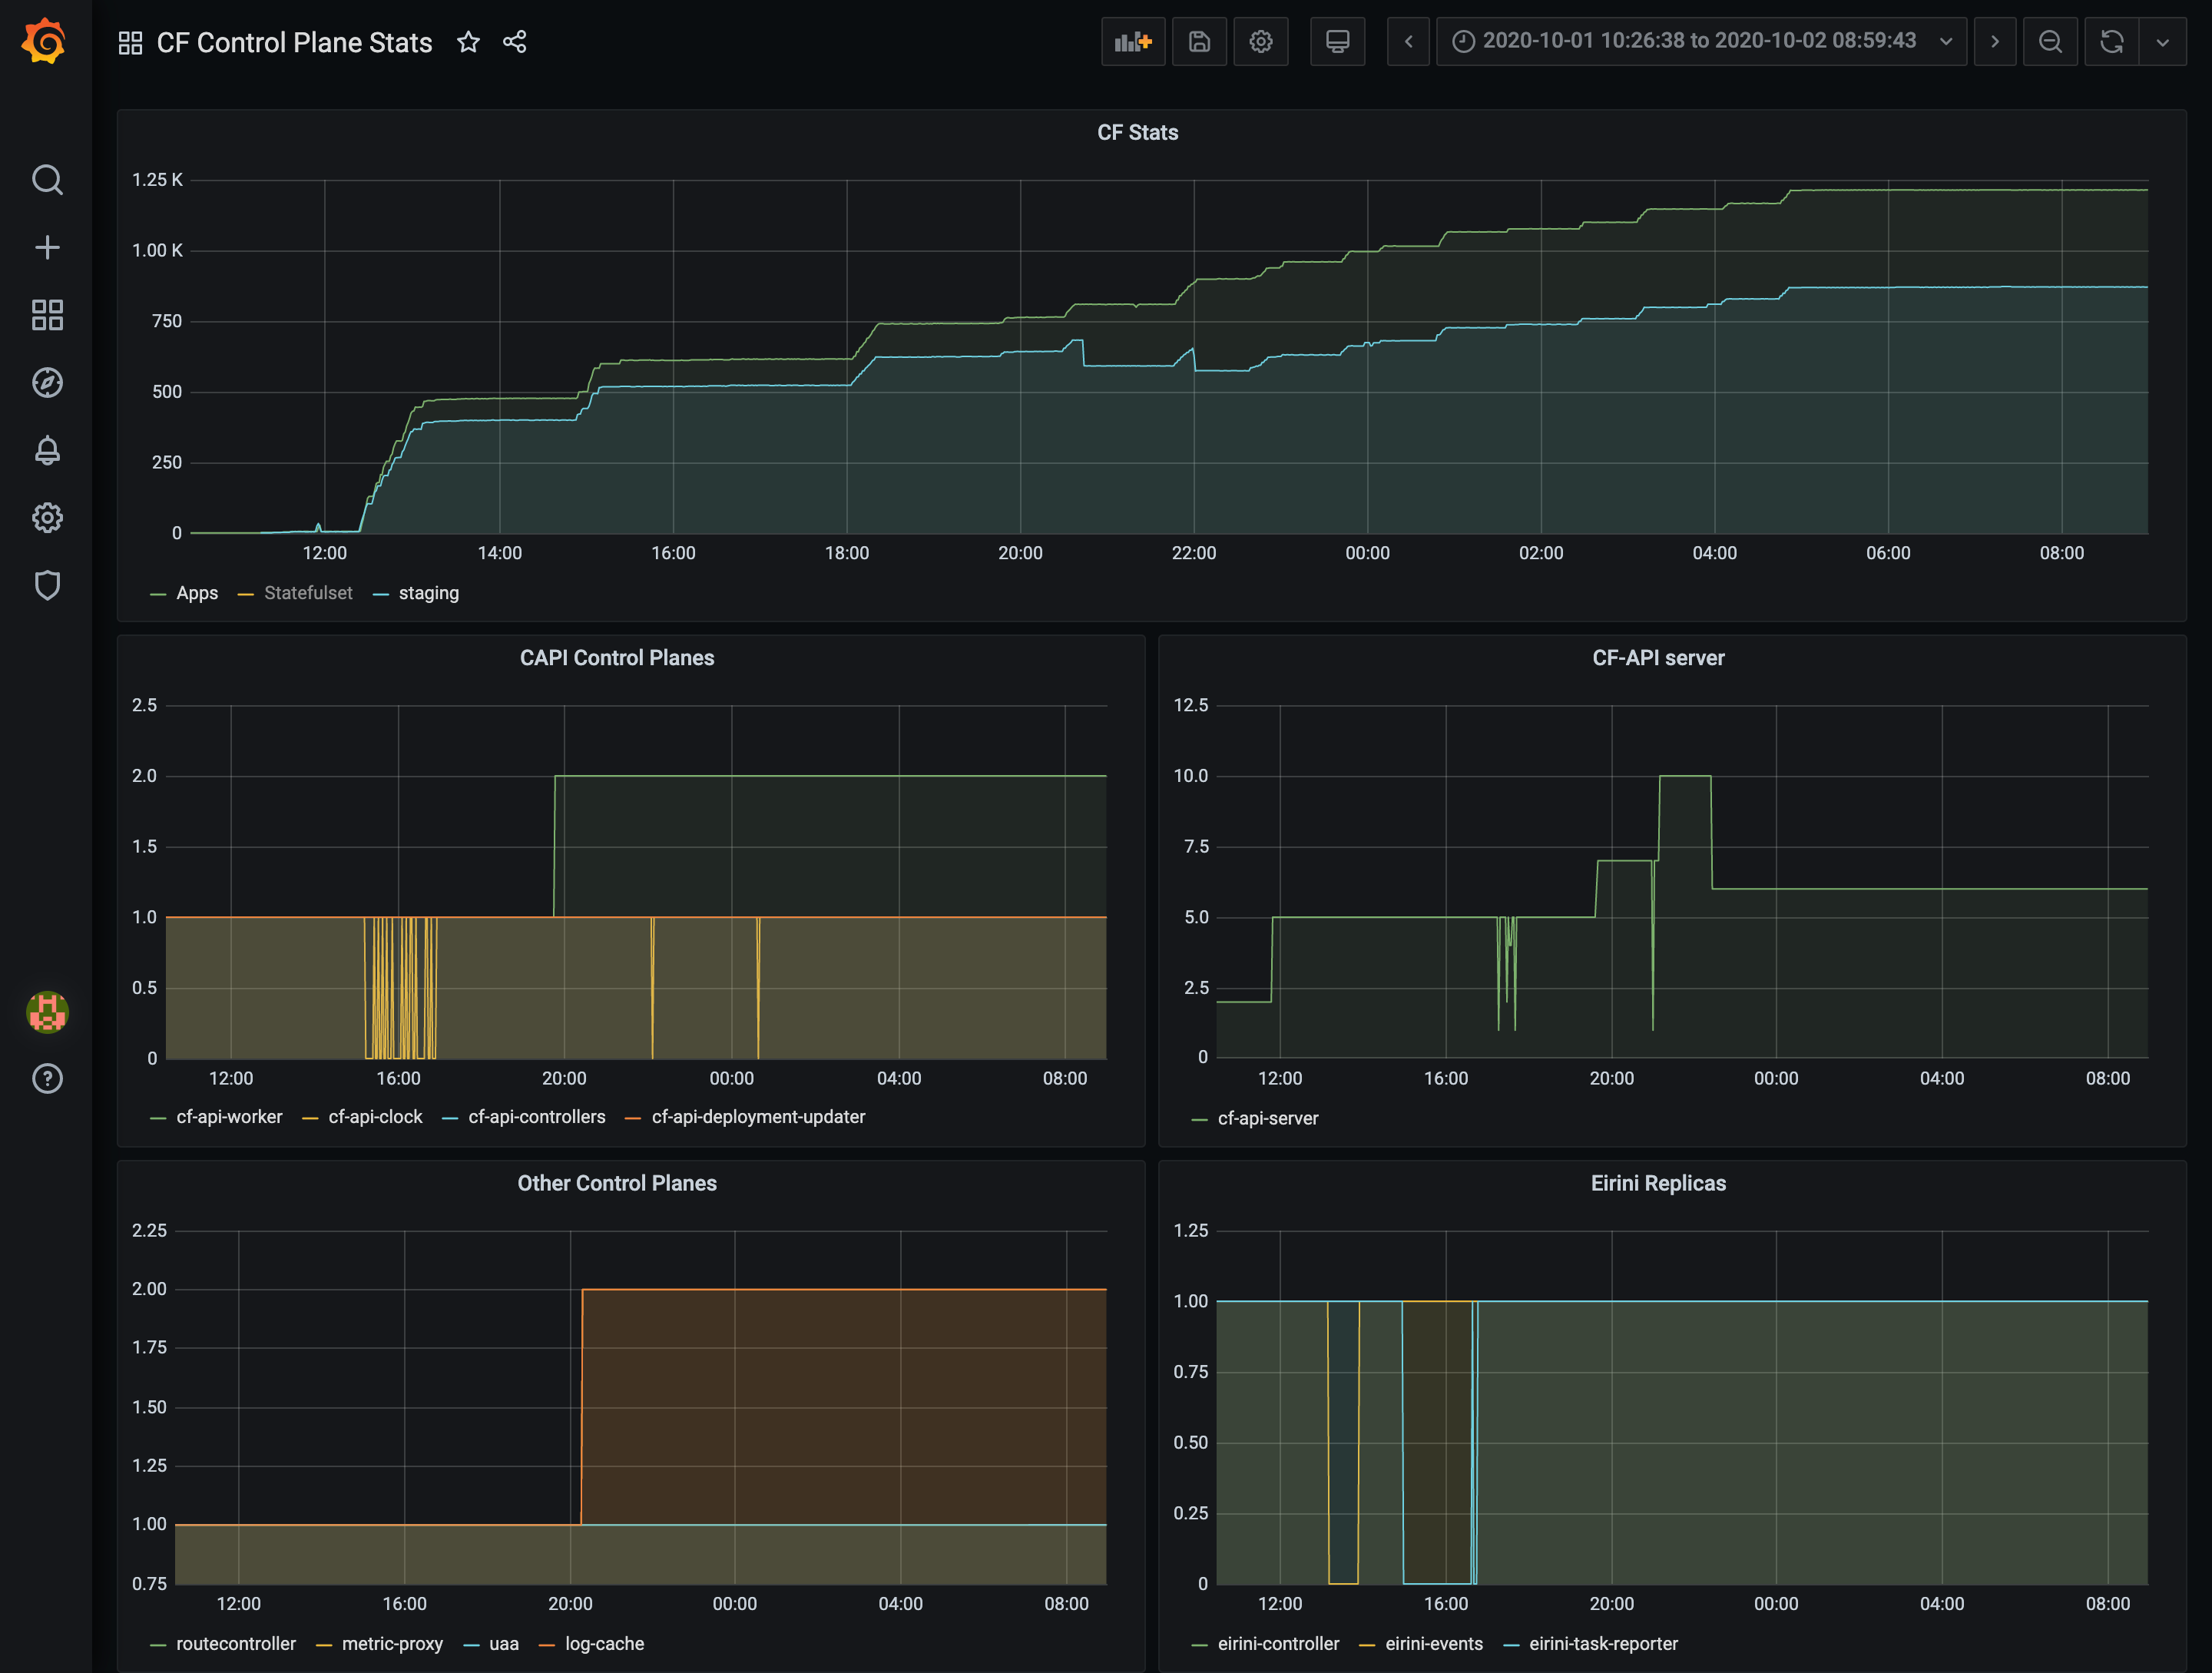 CF Control Plane Stats
2020-10-01 10:26:38 to 2020-10-02 08:59:43
CF Stats
1.25 K
1.00 K
750
500
250
0
12:00 14:00 16:00 18:00 20:00 22:00 00:00 02:00 04:00 06:00 08:00
Apps Statefulset staging
CAPI Control Planes
2.5
2.0
1.5
1.0
0.5
0
12:00 16:00 20:00 00:00 04:00 08:00
cf-api-worker cf-api-clock cf-api-controllers cf-api-deployment-updater
CF-API server
12.5
10.0
7.5
5.0
2.5
0
12:00 16:00 20:00 00:00 04:00 08:00
cf-api-server
Other Control Planes
2.25
2.00
1.75
1.50
1.25
1.00
0.75
12:00 16:00 20:00 00:00 04:00 08:00
routecontroller metric-proxy uaa log-cache
Eirini Replicas
1.25
1.00
0.75
0.50
0.25
0
12:00 16:00 20:00 00:00 04:00 08:00
eirini-controller eirini-events eirini-task-reporter